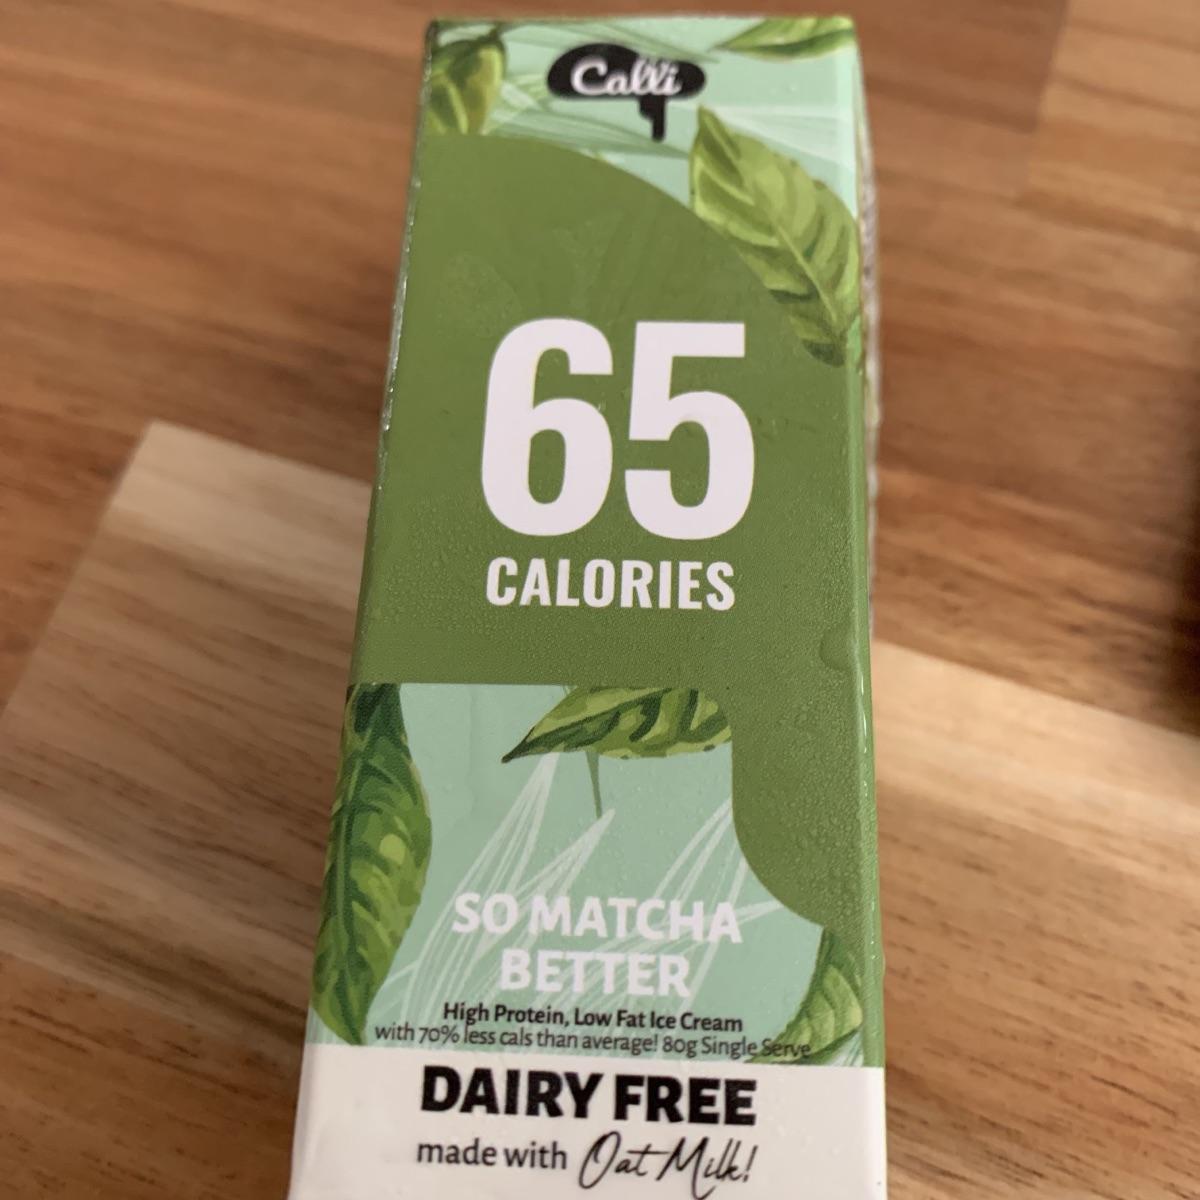 Calli
65
CALORIES
SO MATCHA
BETTER
High Protein, Low Fat Ice Cream
with 70% less cals than average! 80g Single Serve
DAIRY FREE
made with Oat Milk!